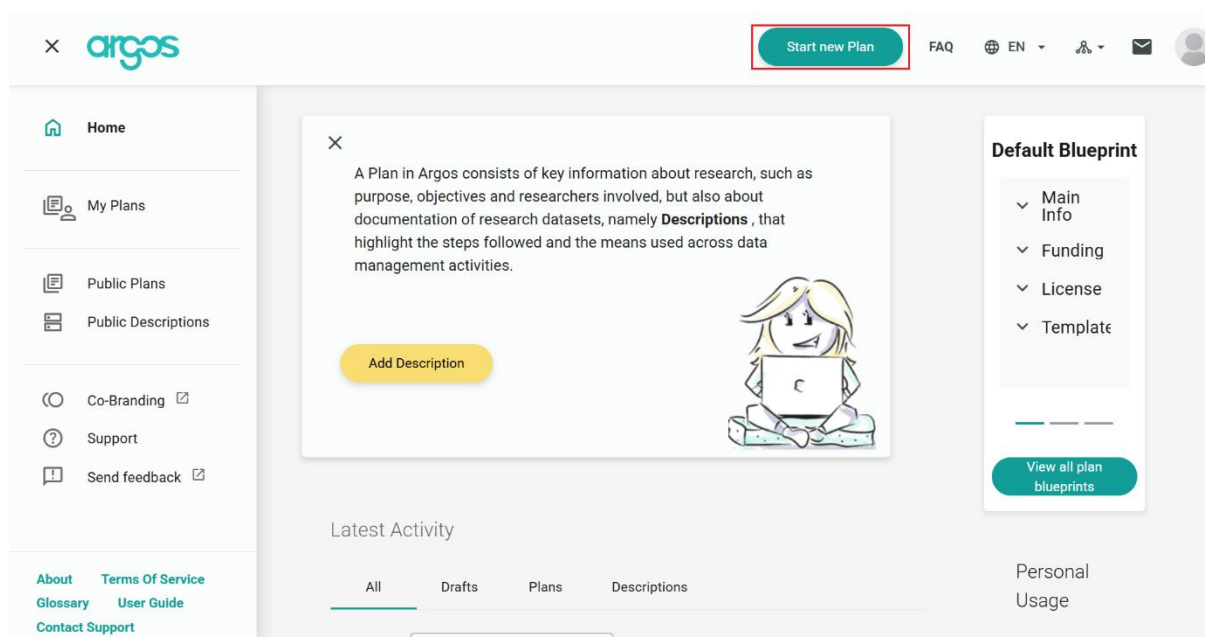 argos
Start new Plan
FAQ
EN
Home
My Plans
Public Plans
Public Descriptions
Co-Branding
Support
Send feedback
About Terms Of Service
Glossary User Guide
Contact Support
A Plan in Argos consists of key information about research, such as
purpose, objectives and researchers involved, but also about
documentation of research datasets, namely Descriptions , that
highlight the steps followed and the means used across data
management activities.
Add Description
Default Blueprint
Main
Info
Funding
License
Template
View all plan
blueprints
Latest Activity
All Drafts Plans Descriptions
Personal
Usage